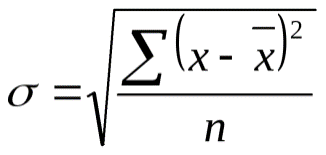 σ = √(∑(x - x̄)² / n)